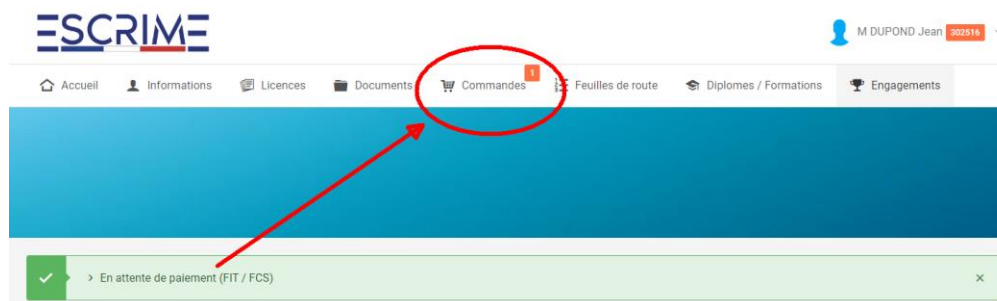 ESCRIME
M DUPOND Jean 302516
Accueil Informations Licences Documents Commandes 1 Feuilles de route Diplomes / Formations Engagements
> En attente de paiement (FIT / FCS) ×